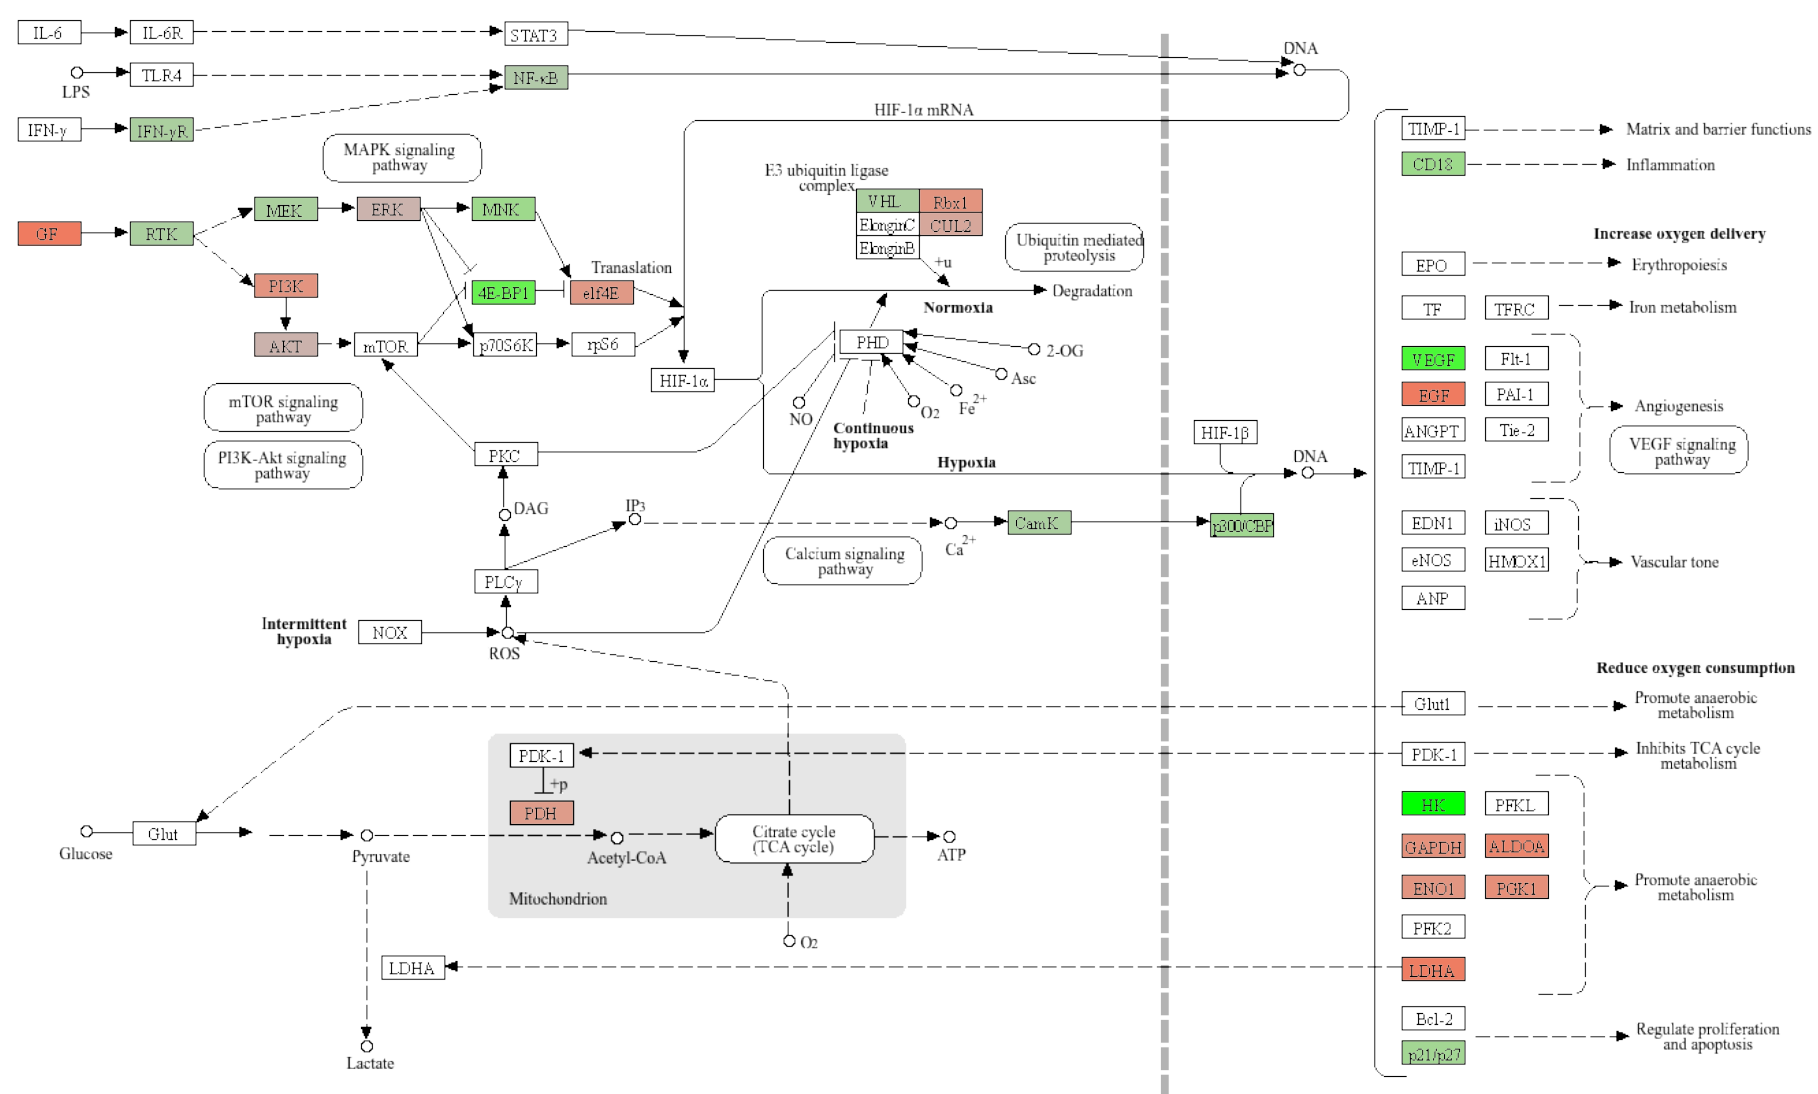 IL-6
IL-6R
STAT3
DNA
LPS
TLR4
NF-κB
IFN-γ
IFN-γR
HIF-1α mRNA
MAPK signaling
pathway
E3 ubiquitin ligase
complex
VHL
Rbx1
ElonginC
CUL2
ElonginB
+u
Ubiquitin mediated
proteolysis
GF
RTK
MEK
ERK
MNK
PI3K
4E-BP1
eIf4E
Tranaslation
AKT
mTOR
p70S6K
rpS6
HIF-1α
Normoxia
Degradation
PHD
2-OG
Asc
Fe2+
O2
NO
Continuous
hypoxia
mTOR signaling
pathway
PI3K-Akt signaling
pathway
PKC
DAG
IP3
PLCγ
Hypoxia
HIF-1β
DNA
Ca2+
CamK
p300/CBP
Calcium signaling
pathway
Intermittent
hypoxia
NOX
ROS
PDK-1
+p
PDH
Glucose
Glut
Pyruvate
Acetyl-CoA
Citrate cycle
(TCA cycle)
ATP
Mitochondrion
O2
LDHA
Lactate
TIMP-1
Matrix and barrier functions
CD18
Inflammation
Increase oxygen delivery
EPO
Erythropoiesis
TF
TFRC
Iron metabolism
VEGF
Flt-1
EGF
PAI-1
Angiogenesis
ANGPT
Tie-2
VEGF signaling
pathway
TIMP-1
EDN1
iNOS
eNOS
HMOX1
Vascular tone
ANP
Reduce oxygen consumption
Glut1
Promote anaerobic
metabolism
PDK-1
Inhibits TCA cycle
metabolism
HK
PFKL
GAPDH
ALDOA
ENO1
PGK1
Promote anaerobic
metabolism
PFK2
LDHA
Bcl-2
Regulate proliferation
and apoptosis
p21/p27